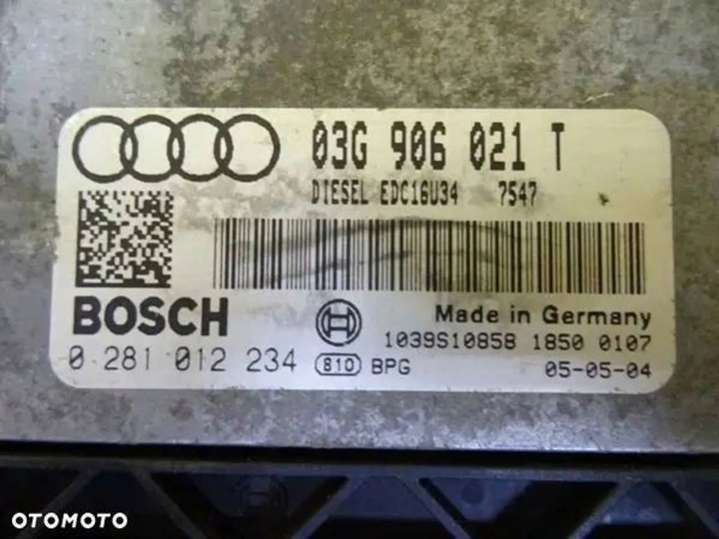 03G 906 021 T
DIESEL EDC16U34 7547
BOSCH
Made in Germany
1039S10858 1850 0107
0 281 012 234 810 BPG 05-05-04
OTOMOTO